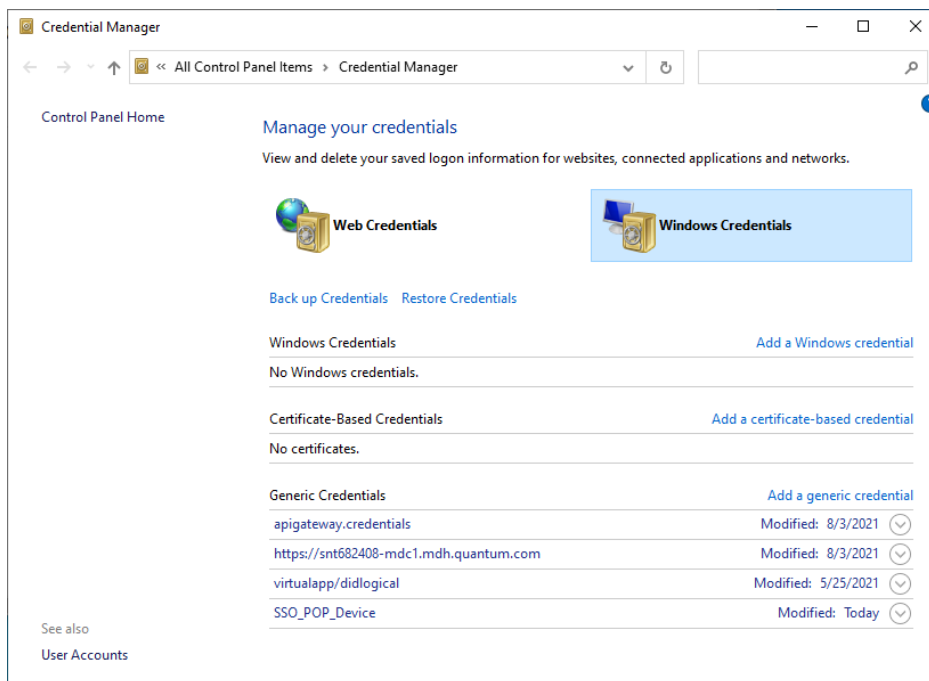 Credential Manager
« All Control Panel Items › Credential Manager
Control Panel Home
Manage your credentials
View and delete your saved logon information for websites, connected applications and networks.
Web Credentials
Windows Credentials
Back up Credentials Restore Credentials
Windows Credentials Add a Windows credential
No Windows credentials.
Certificate-Based Credentials Add a certificate-based credential
No certificates.
Generic Credentials Add a generic credential
apigateway.credentials Modified: 8/3/2021
https://snt682408-mdc1.mdh.quantum.com Modified: 8/3/2021
virtualapp/didlogical Modified: 5/25/2021
SSO_POP_Device Modified: Today
See also
User Accounts